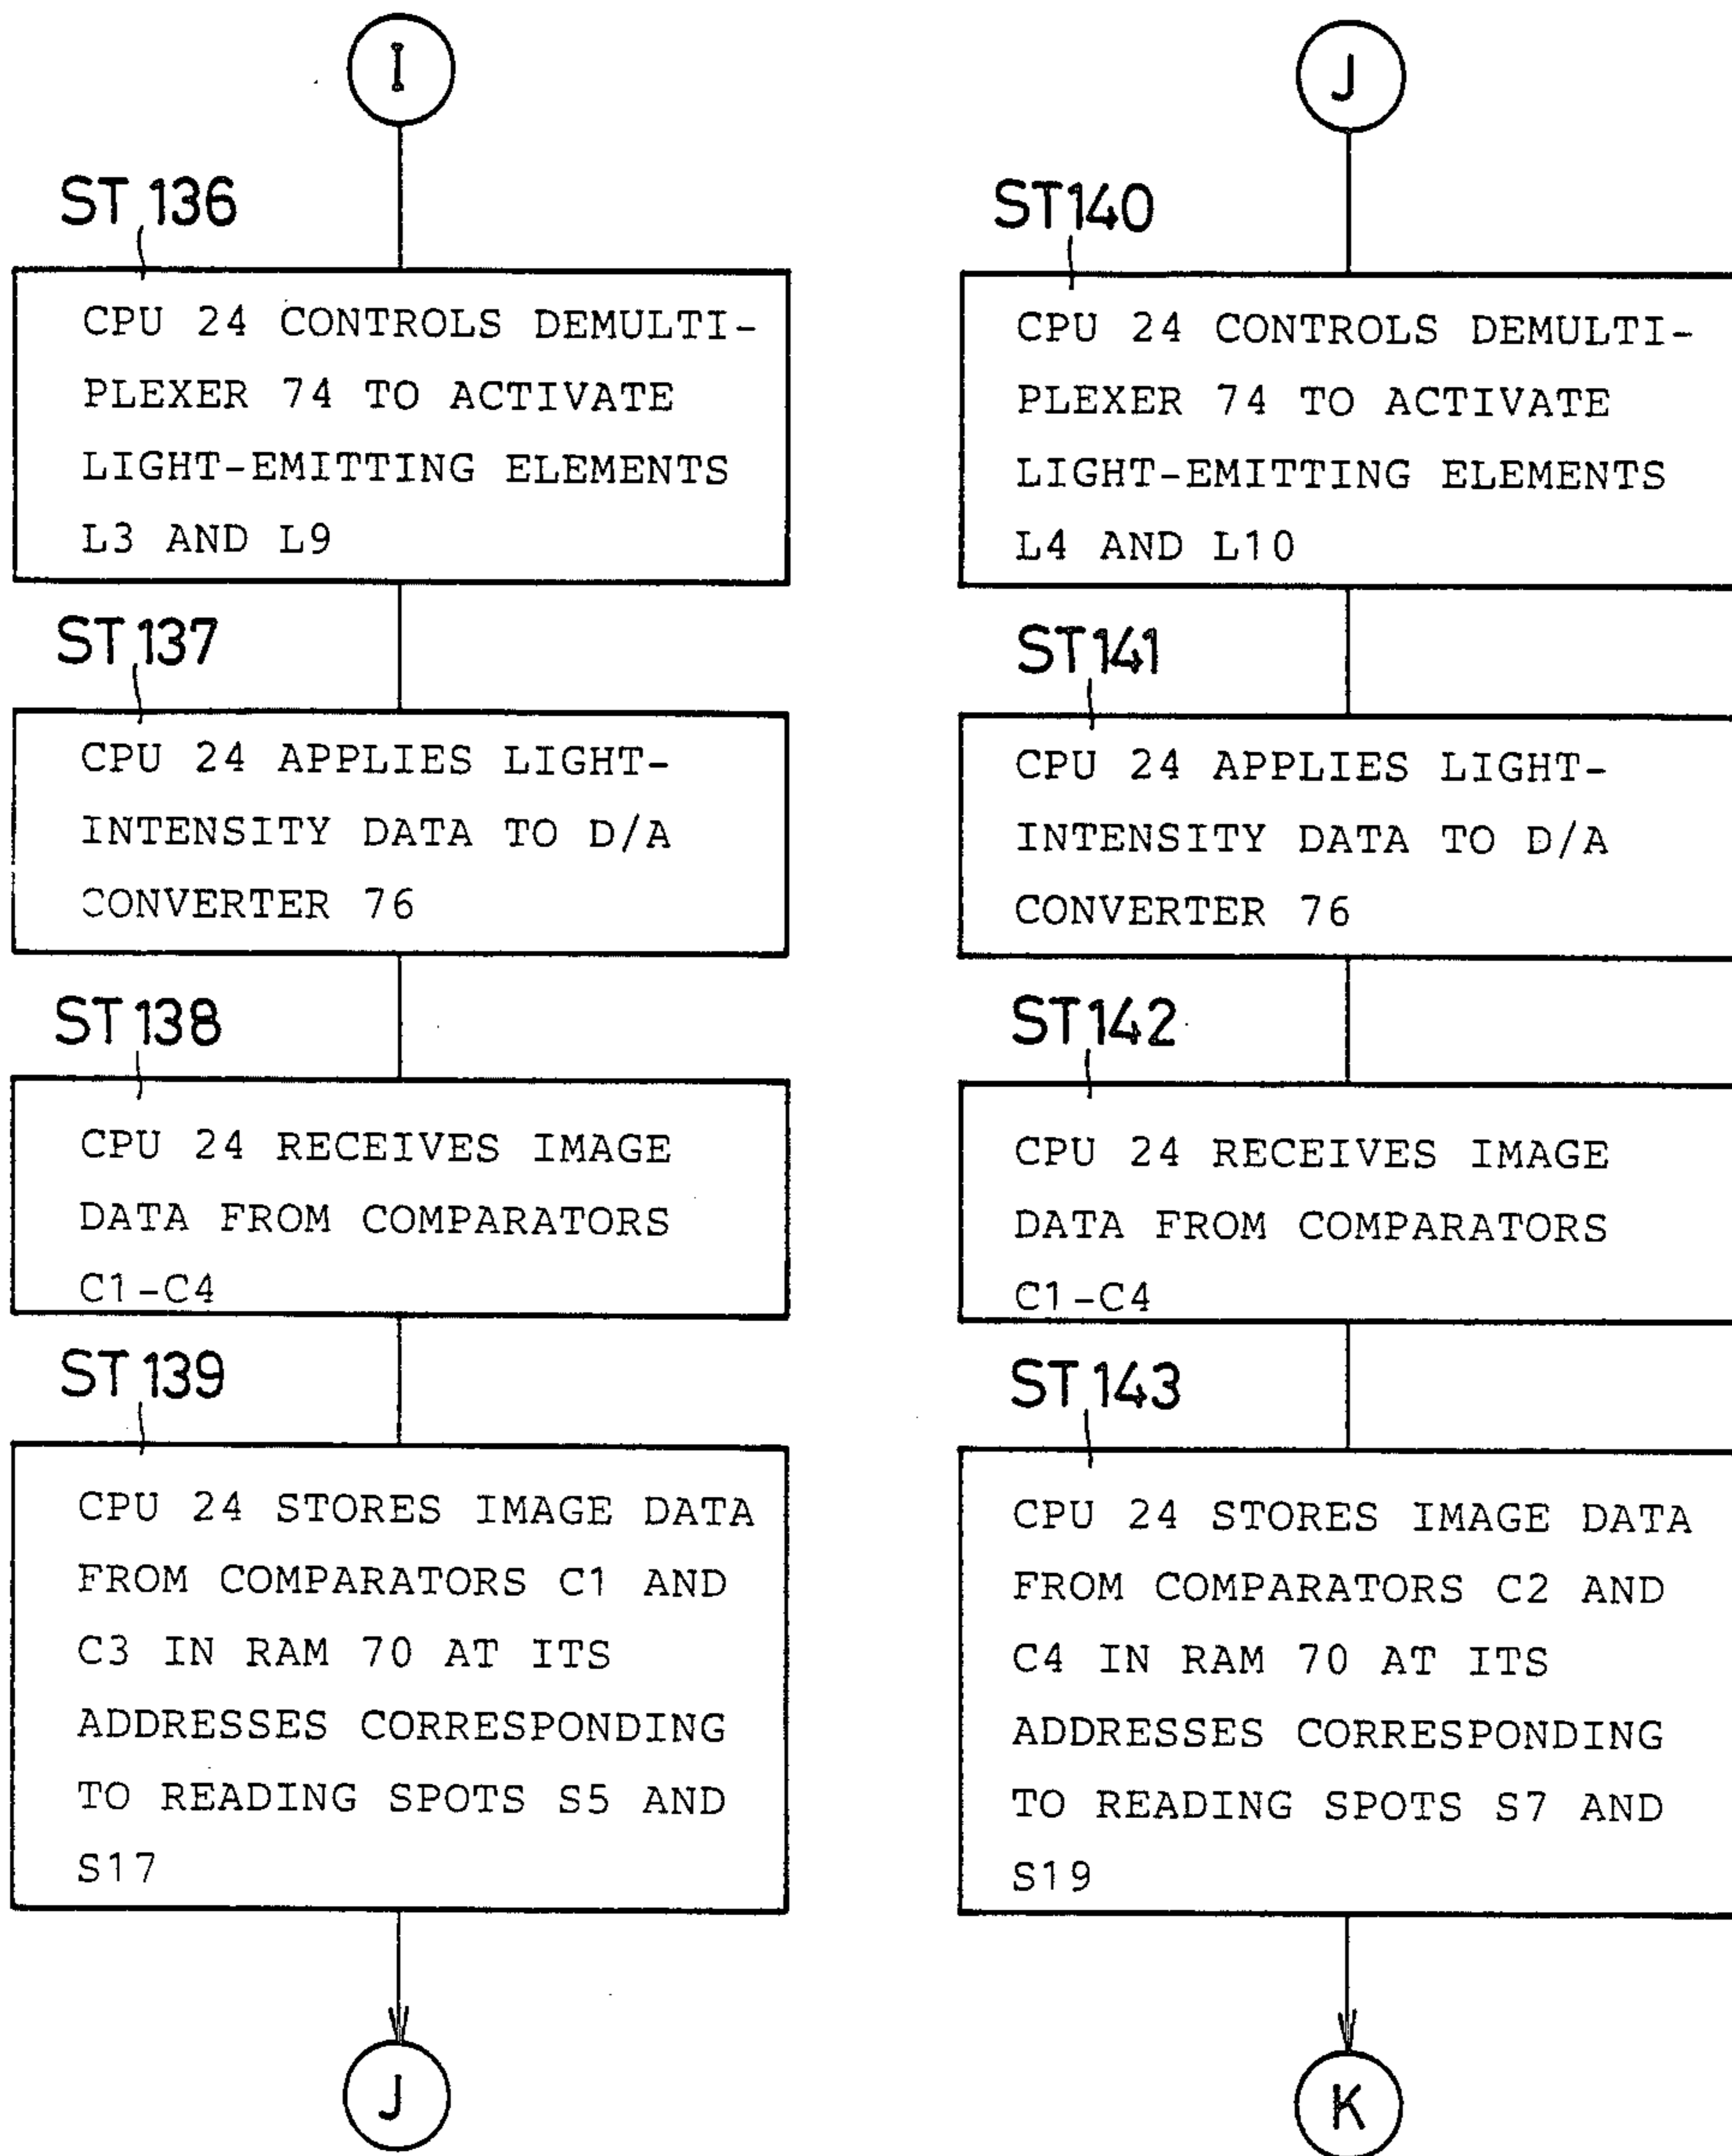 I
ST 136
CPU 24 CONTROLS DEMULTI-
PLEXER 74 TO ACTIVATE
LIGHT-EMITTING ELEMENTS
L3 AND L9
ST 137
CPU 24 APPLIES LIGHT-
INTENSITY DATA TO D/A
CONVERTER 76
ST 138
CPU 24 RECEIVES IMAGE
DATA FROM COMPARATORS
C1-C4
ST 139
CPU 24 STORES IMAGE DATA
FROM COMPARATORS C1 AND
C3 IN RAM 70 AT ITS
ADDRESSES CORRESPONDING
TO READING SPOTS S5 AND
S17
J
J
ST140
CPU 24 CONTROLS DEMULTI-
PLEXER 74 TO ACTIVATE
LIGHT-EMITTING ELEMENTS
L4 AND L10
ST141
CPU 24 APPLIES LIGHT-
INTENSITY DATA TO D/A
CONVERTER 76
ST142
CPU 24 RECEIVES IMAGE
DATA FROM COMPARATORS
C1-C4
ST143
CPU 24 STORES IMAGE DATA
FROM COMPARATORS C2 AND
C4 IN RAM 70 AT ITS
ADDRESSES CORRESPONDING
TO READING SPOTS S7 AND
S19
K